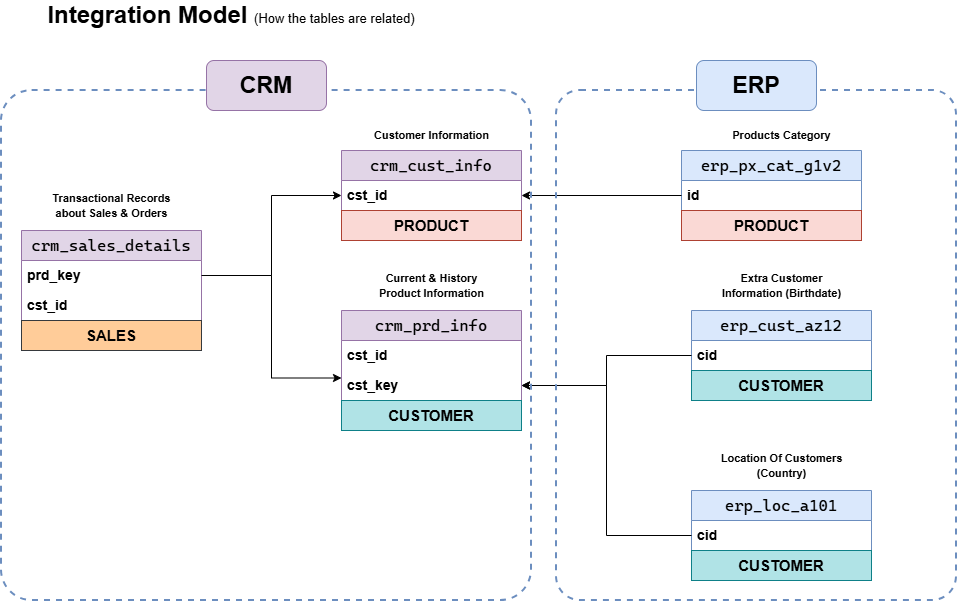 Integration Model (How the tables are related)
CRM
ERP
Customer Information
crm_cust_info
cst_id
PRODUCT
Products Category
erp_px_cat_g1v2
id
PRODUCT
Transactional Records
about Sales & Orders
crm_sales_details
prd_key
cst_id
SALES
Current & History
Product Information
crm_prd_info
cst_id
cst_key
CUSTOMER
Extra Customer
Information (Birthdate)
erp_cust_az12
cid
CUSTOMER
Location Of Customers
(Country)
erp_loc_a101
cid
CUSTOMER